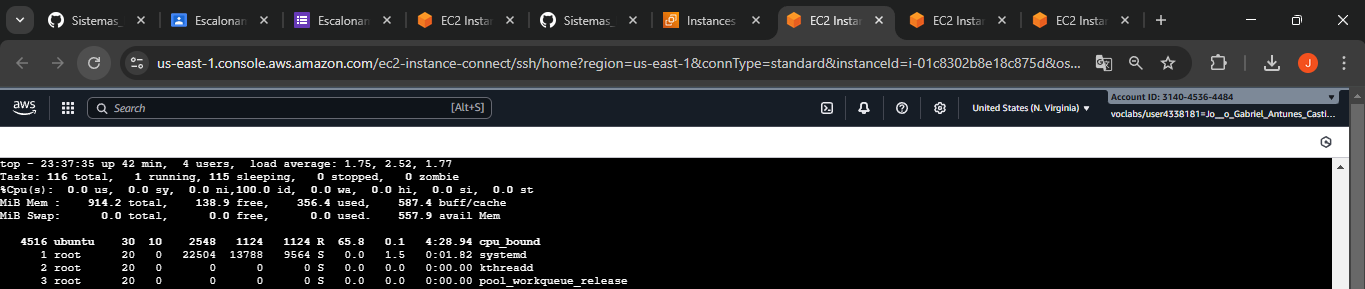 Sistemas_
Escalonan
Escalonan
EC2 Instar
Sistemas_
Instances
EC2 Instar
EC2 Instar
EC2 Instar
us-east-1.console.aws.amazon.com/ec2-instance-connect/ssh/home?region=us-east-1&connType=standard&instanceId=i-01c8302b8e18c875d&os...
J
aws
Search
[Alt+S]
United States (N. Virginia)
Account ID: 3140-4536-4484
voclabs/user4338181=Jo__o_Gabriel_Antunes_Casti...
top - 23:37:35 up 42 min,  4 users,  load average: 1.75, 2.52, 1.77
Tasks: 116 total,   1 running, 115 sleeping,   0 stopped,   0 zombie
%Cpu(s):  0.0 us,  0.0 sy,  0.0 ni,100.0 id,  0.0 wa,  0.0 hi,  0.0 si,  0.0 st
MiB Mem :    914.2 total,    138.9 free,    356.4 used,    587.4 buff/cache
MiB Swap:      0.0 total,      0.0 free,      0.0 used.    557.9 avail Mem
4516 ubuntu    30  10    2548   1124   1124 R  65.8   0.1   4:28.94 cpu_bound
1 root      20   0   22504  13788   9564 S   0.0   1.5   0:01.82 systemd
2 root      20   0       0      0      0 S   0.0   0.0   0:00.00 kthreadd
3 root      20   0       0      0      0 S   0.0   0.0   0:00.00 pool_workqueue_release